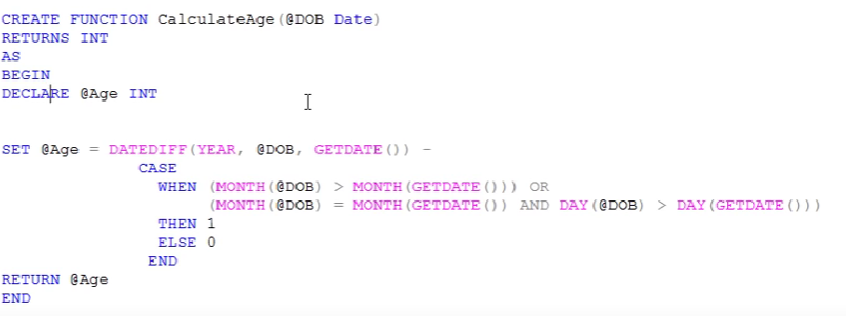 CREATE FUNCTION CalculateAge(@DOB Date)
RETURNS INT
AS
BEGIN
DECLARE @Age INT
SET @Age = DATEDIFF(YEAR, @DOB, GETDATE()) -
CASE
WHEN (MONTH(@DOB) > MONTH(GETDATE())) OR
(MONTH(@DOB) = MONTH(GETDATE()) AND DAY(@DOB) > DAY(GETDATE()))
THEN 1
ELSE 0
END
RETURN @Age
END